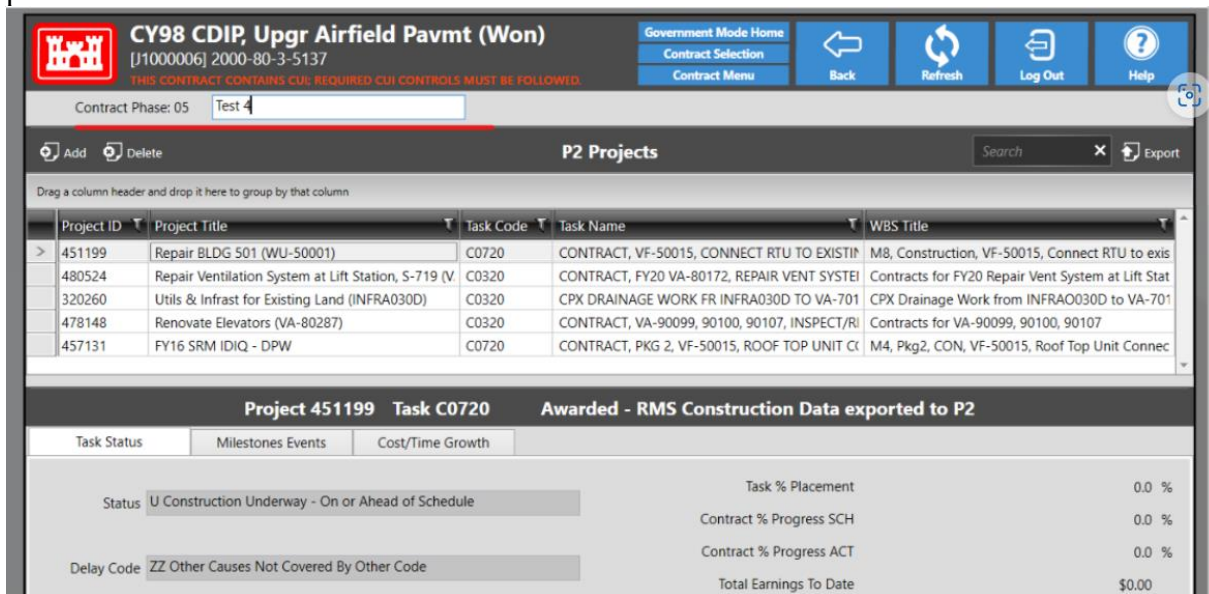 CY98 CDIP, Upgr Airfield Pavmt (Won)
[J1000006] 2000-80-3-5137
THIS CONTRACT CONTAINS CUI; REQUIRED CUI CONTROLS MUST BE FOLLOWED.
Government Mode Home
Contract Selection
Contract Menu
Back
Refresh
Log Out
Help
Contract Phase: 05 Test 4
Add Delete P2 Projects Search Export
Drag a column header and drop it here to group by that column
Project ID Project Title Task Code Task Name WBS Title
451199 Repair BLDG 501 (WU-50001) C0720 CONTRACT, VF-50015, CONNECT RTU TO EXISTIN M8, Construction, VF-50015, Connect RTU to exis
480524 Repair Ventilation System at Lift Station, S-719 (V. C0320 CONTRACT, FY20 VA-80172, REPAIR VENT SYSTEI Contracts for FY20 Repair Vent System at Lift Stat
320260 Utils & Infrast for Existing Land (INFRA030D) C0320 CPX DRAINAGE WORK FR INFRA030D TO VA-701 CPX Drainage Work from INFRAO030D to VA-701
478148 Renovate Elevators (VA-80287) C0320 CONTRACT, VA-90099, 90100, 90107, INSPECT/RI Contracts for VA-90099, 90100, 90107
457131 FY16 SRM IDIQ - DPW C0720 CONTRACT, PKG 2, VF-50015, ROOF TOP UNIT C( M4, Pkg2, CON, VF-50015, Roof Top Unit Connec
Project 451199 Task C0720 Awarded - RMS Construction Data exported to P2
Task Status Milestones Events Cost/Time Growth
Status U Construction Underway - On or Ahead of Schedule
Task % Placement 0.0 %
Contract % Progress SCH 0.0 %
Contract % Progress ACT 0.0 %
Delay Code ZZ Other Causes Not Covered By Other Code
Total Earnings To Date $0.00